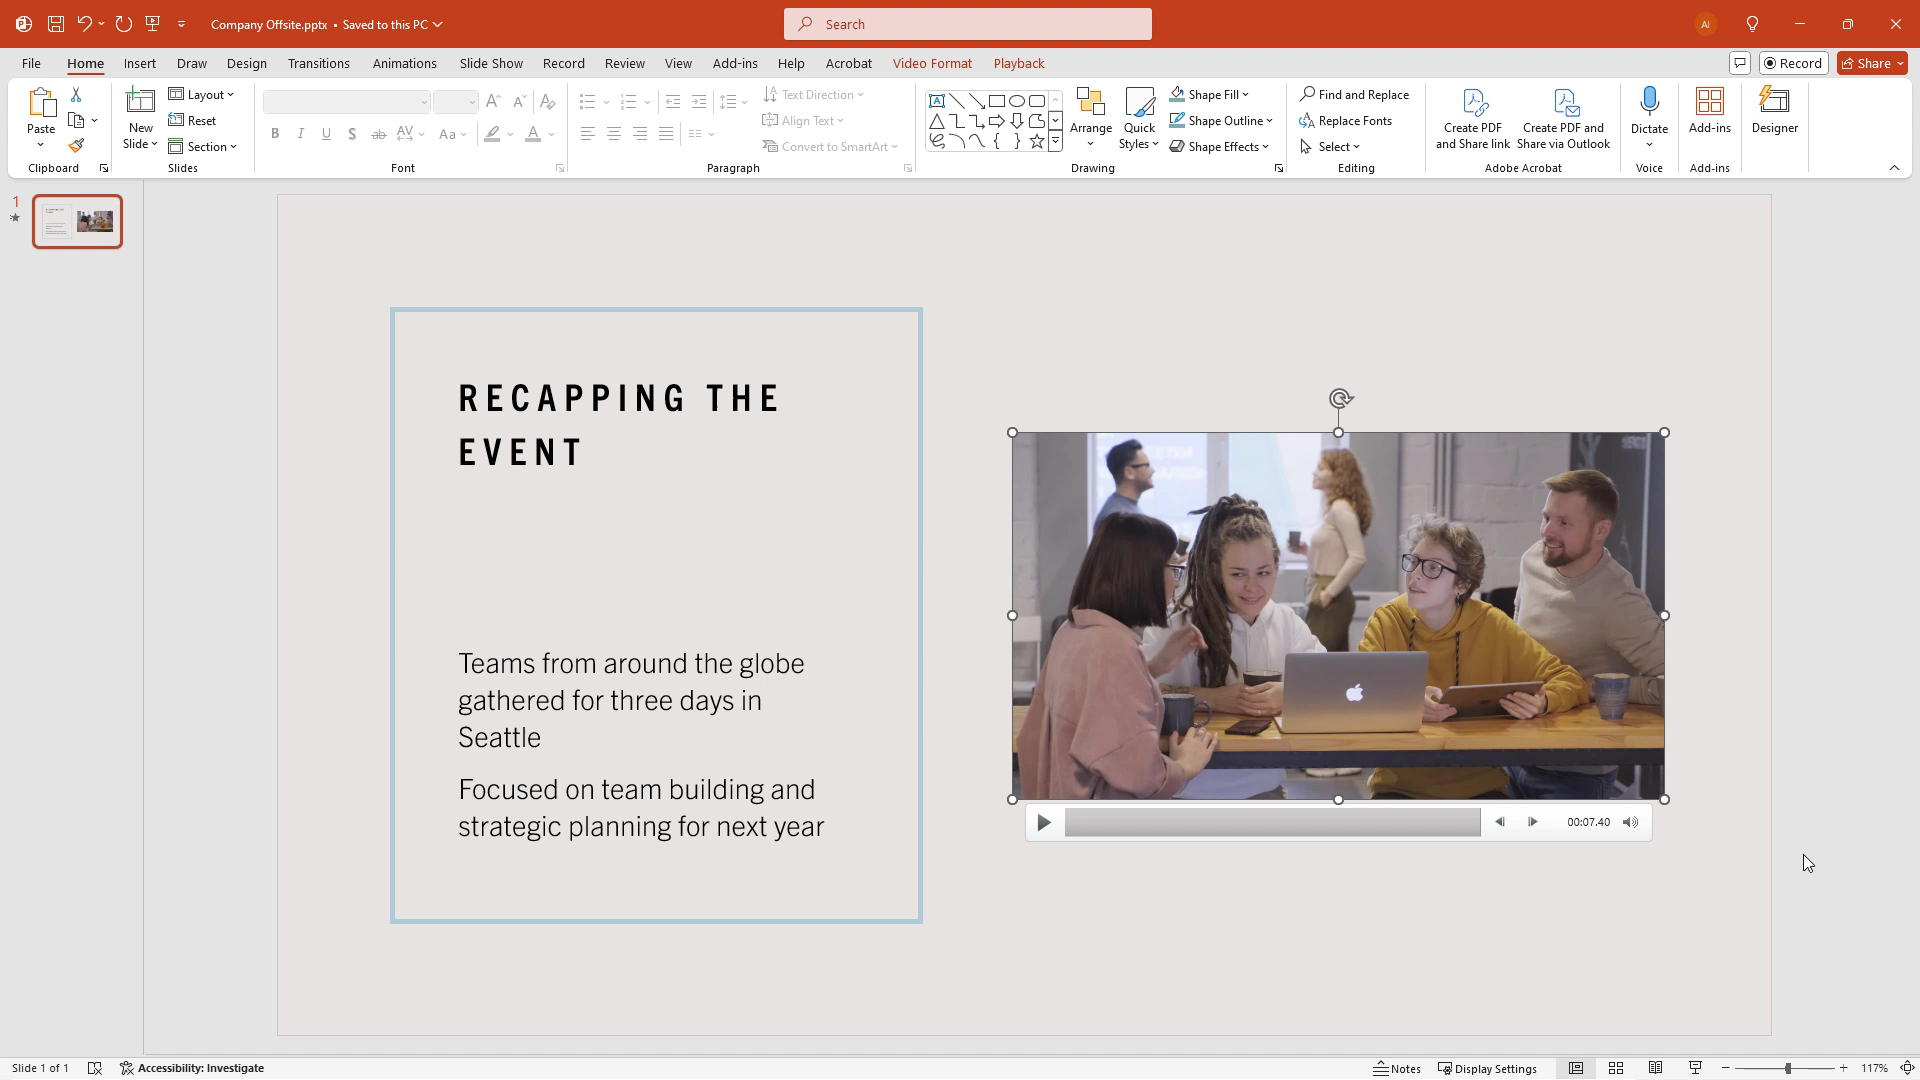 Company Offsite.pptx • Saved to this PC
Search
AI
File Home Insert Draw Design Transitions Animations Slide Show Record Review View Add-ins Help Acrobat Video Format Playback
Record
Share
Paste
New
Slide
Layout
Reset
Section
Aa
Text Direction
Align Text
Convert to SmartArt
Arrange
Quick
Styles
Shape Fill
Shape Outline
Shape Effects
Find and Replace
Replace Fonts
Select
Create PDF
and Share link
Create PDF and
Share via Outlook
Dictate
Add-ins
Designer
Clipboard
Slides
Font
Paragraph
Drawing
Editing
Adobe Acrobat
Voice
Add-ins
1
RECAPPING THE
EVENT
Teams from around the globe
gathered for three days in
Seattle
Focused on team building and
strategic planning for next year
00:07.40
Slide 1 of 1
Accessibility: Investigate
Notes
Display Settings
117%